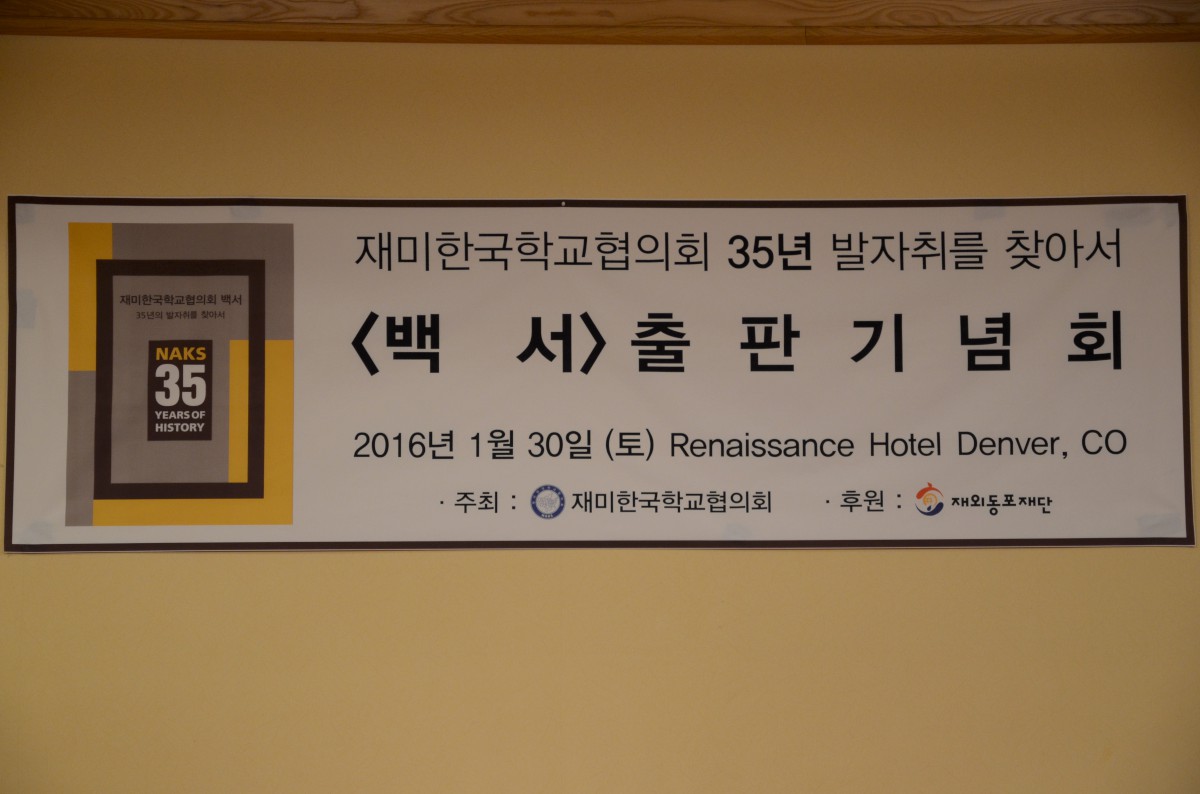 재미한국학교협의회 백서
35년의 발자취를 찾아서
NAKS
35
YEARS OF
HISTORY
재미한국학교협의회 35년 발자취를 찾아서
<백 서> 출 판 기 념 회
2016년 1월 30일 (토) Renaissance Hotel Denver, CO
· 주최 : 재미한국학교협의회 · 후원 : 재외동포재단